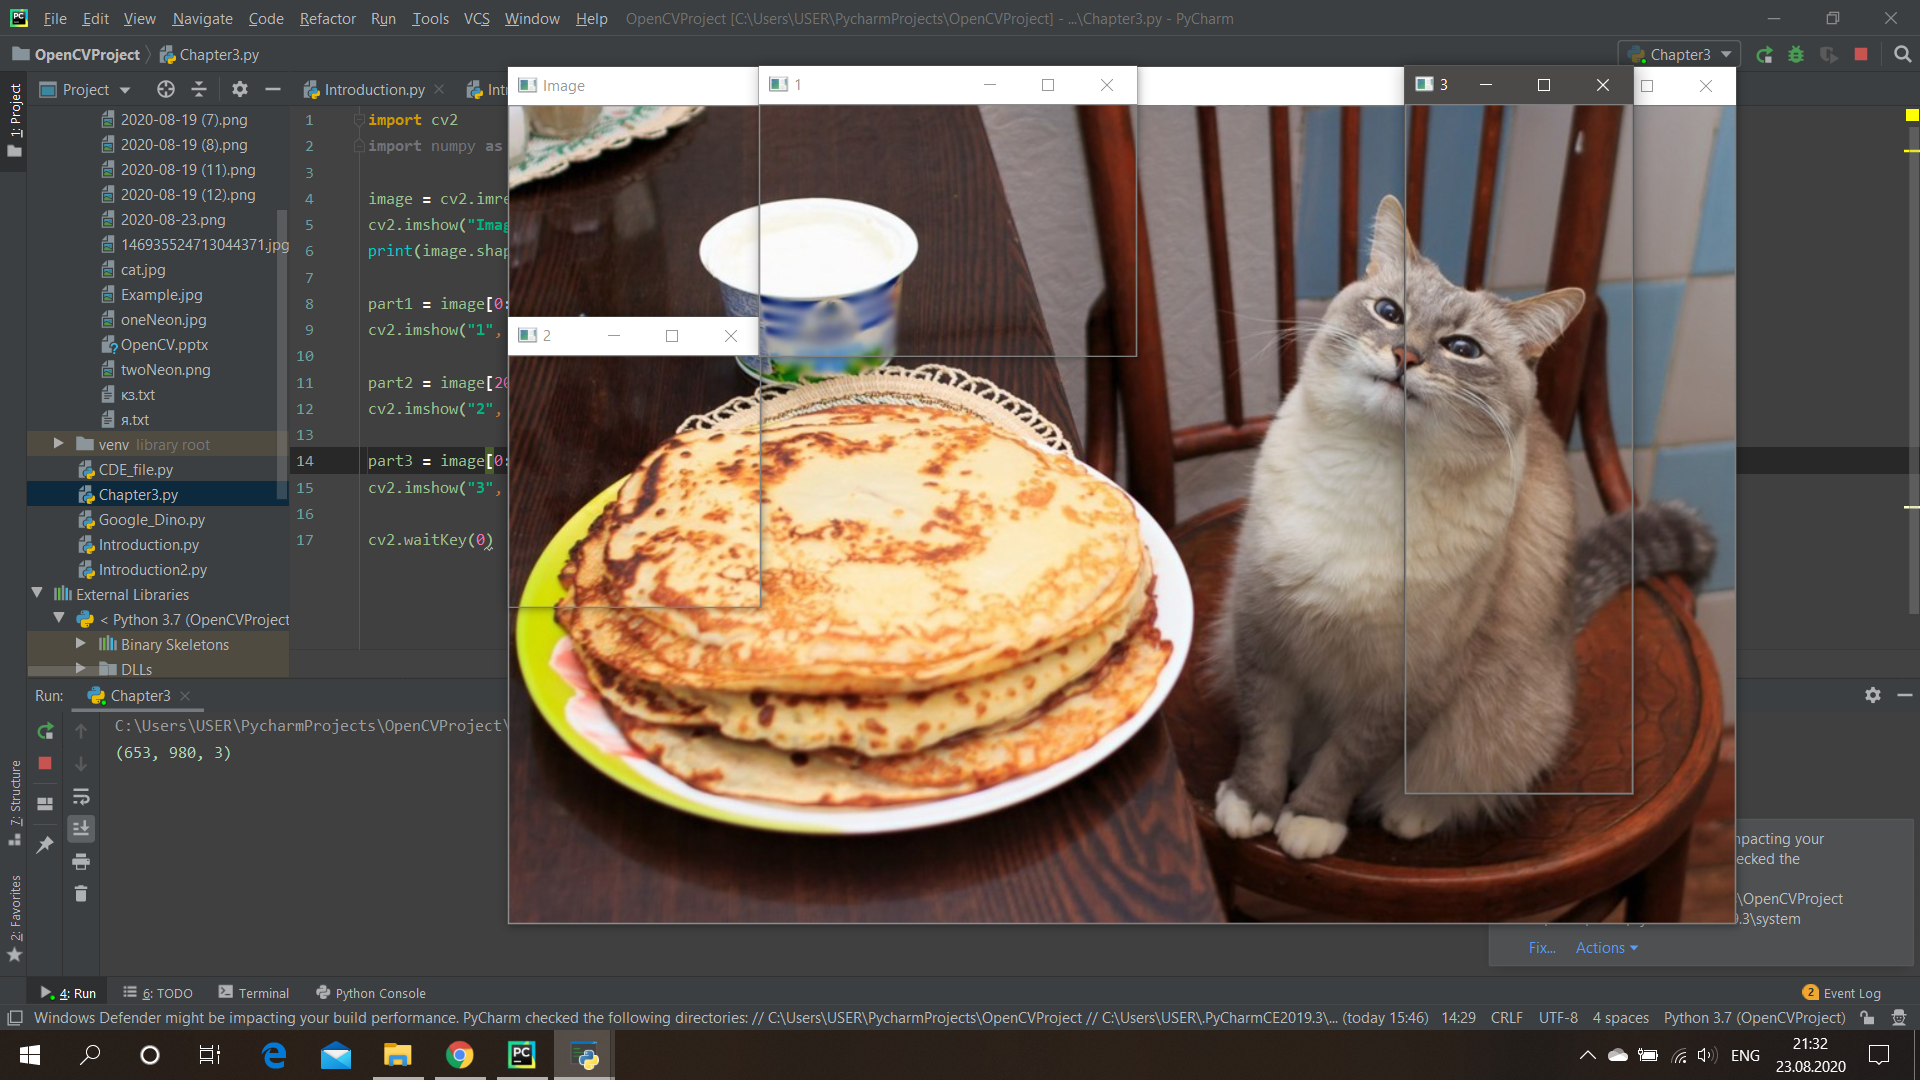 File Edit View Navigate Code Refactor Run Tools VCS Window Help OpenCVProject [C:\Users\USER\PycharmProjects\OpenCVProject] - ...\Chapter3.py - PyCharm
OpenCVProject Chapter3.py Chapter3
1: Project
Project
Introduction.py
2020-08-19 (7).png
2020-08-19 (8).png
2020-08-19 (11).png
2020-08-19 (12).png
2020-08-23.png
146935524713044371.jpg
cat.jpg
Example.jpg
oneNeon.jpg
OpenCV.pptx
twoNeon.png
кз.txt
я.txt
venv library root
CDE_file.py
Chapter3.py
Google_Dino.py
Introduction.py
Introduction2.py
External Libraries
< Python 3.7 (OpenCVProject
Binary Skeletons
DLLs
1 import cv2
2 import numpy as
3
4 image = cv2.imre
5 cv2.imshow("Imag
6 print(image.shap
7
8 part1 = image[0:
9 cv2.imshow("1",
10
11 part2 = image[20
12 cv2.imshow("2",
13
14 part3 = image[0:
15 cv2.imshow("3",
16
17 cv2.waitKey(0)
Image
1
2
3
Run: Chapter3
C:\Users\USER\PycharmProjects\OpenCVProject\
(653, 980, 3)
7: Structure
2: Favorites
mpacting your
ecked the
\OpenCVProject
.3\system
Fix... Actions
4: Run 6: TODO Terminal Python Console 2 Event Log
Windows Defender might be impacting your build performance. PyCharm checked the following directories: // C:\Users\USER\PycharmProjects\OpenCVProject // C:\Users\USER\.PyCharmCE2019.3\... (today 15:46) 14:29 CRLF UTF-8 4 spaces Python 3.7 (OpenCVProject)
ENG
21:32
23.08.2020